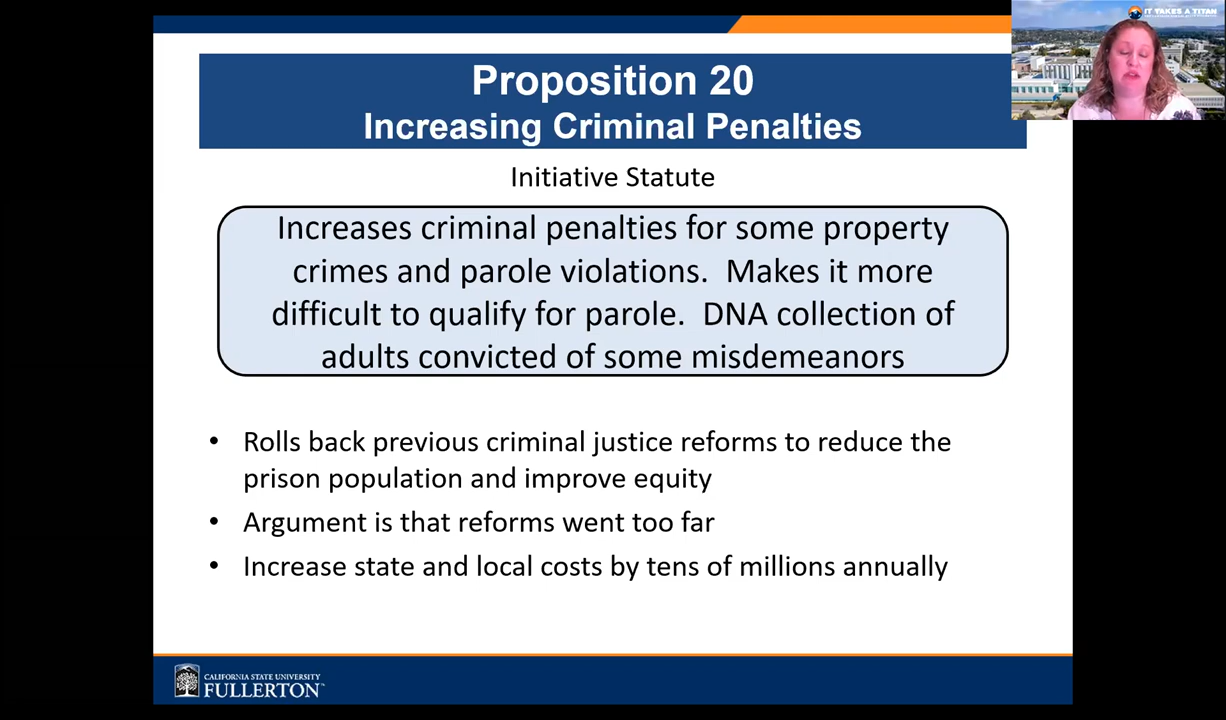 IT TAKES A TITAN
Proposition 20
Increasing Criminal Penalties
Initiative Statute
Increases criminal penalties for some property
crimes and parole violations.  Makes it more
difficult to qualify for parole.  DNA collection of
adults convicted of some misdemeanors
• Rolls back previous criminal justice reforms to reduce the
prison population and improve equity
• Argument is that reforms went too far
• Increase state and local costs by tens of millions annually
CALIFORNIA STATE UNIVERSITY
FULLERTON™